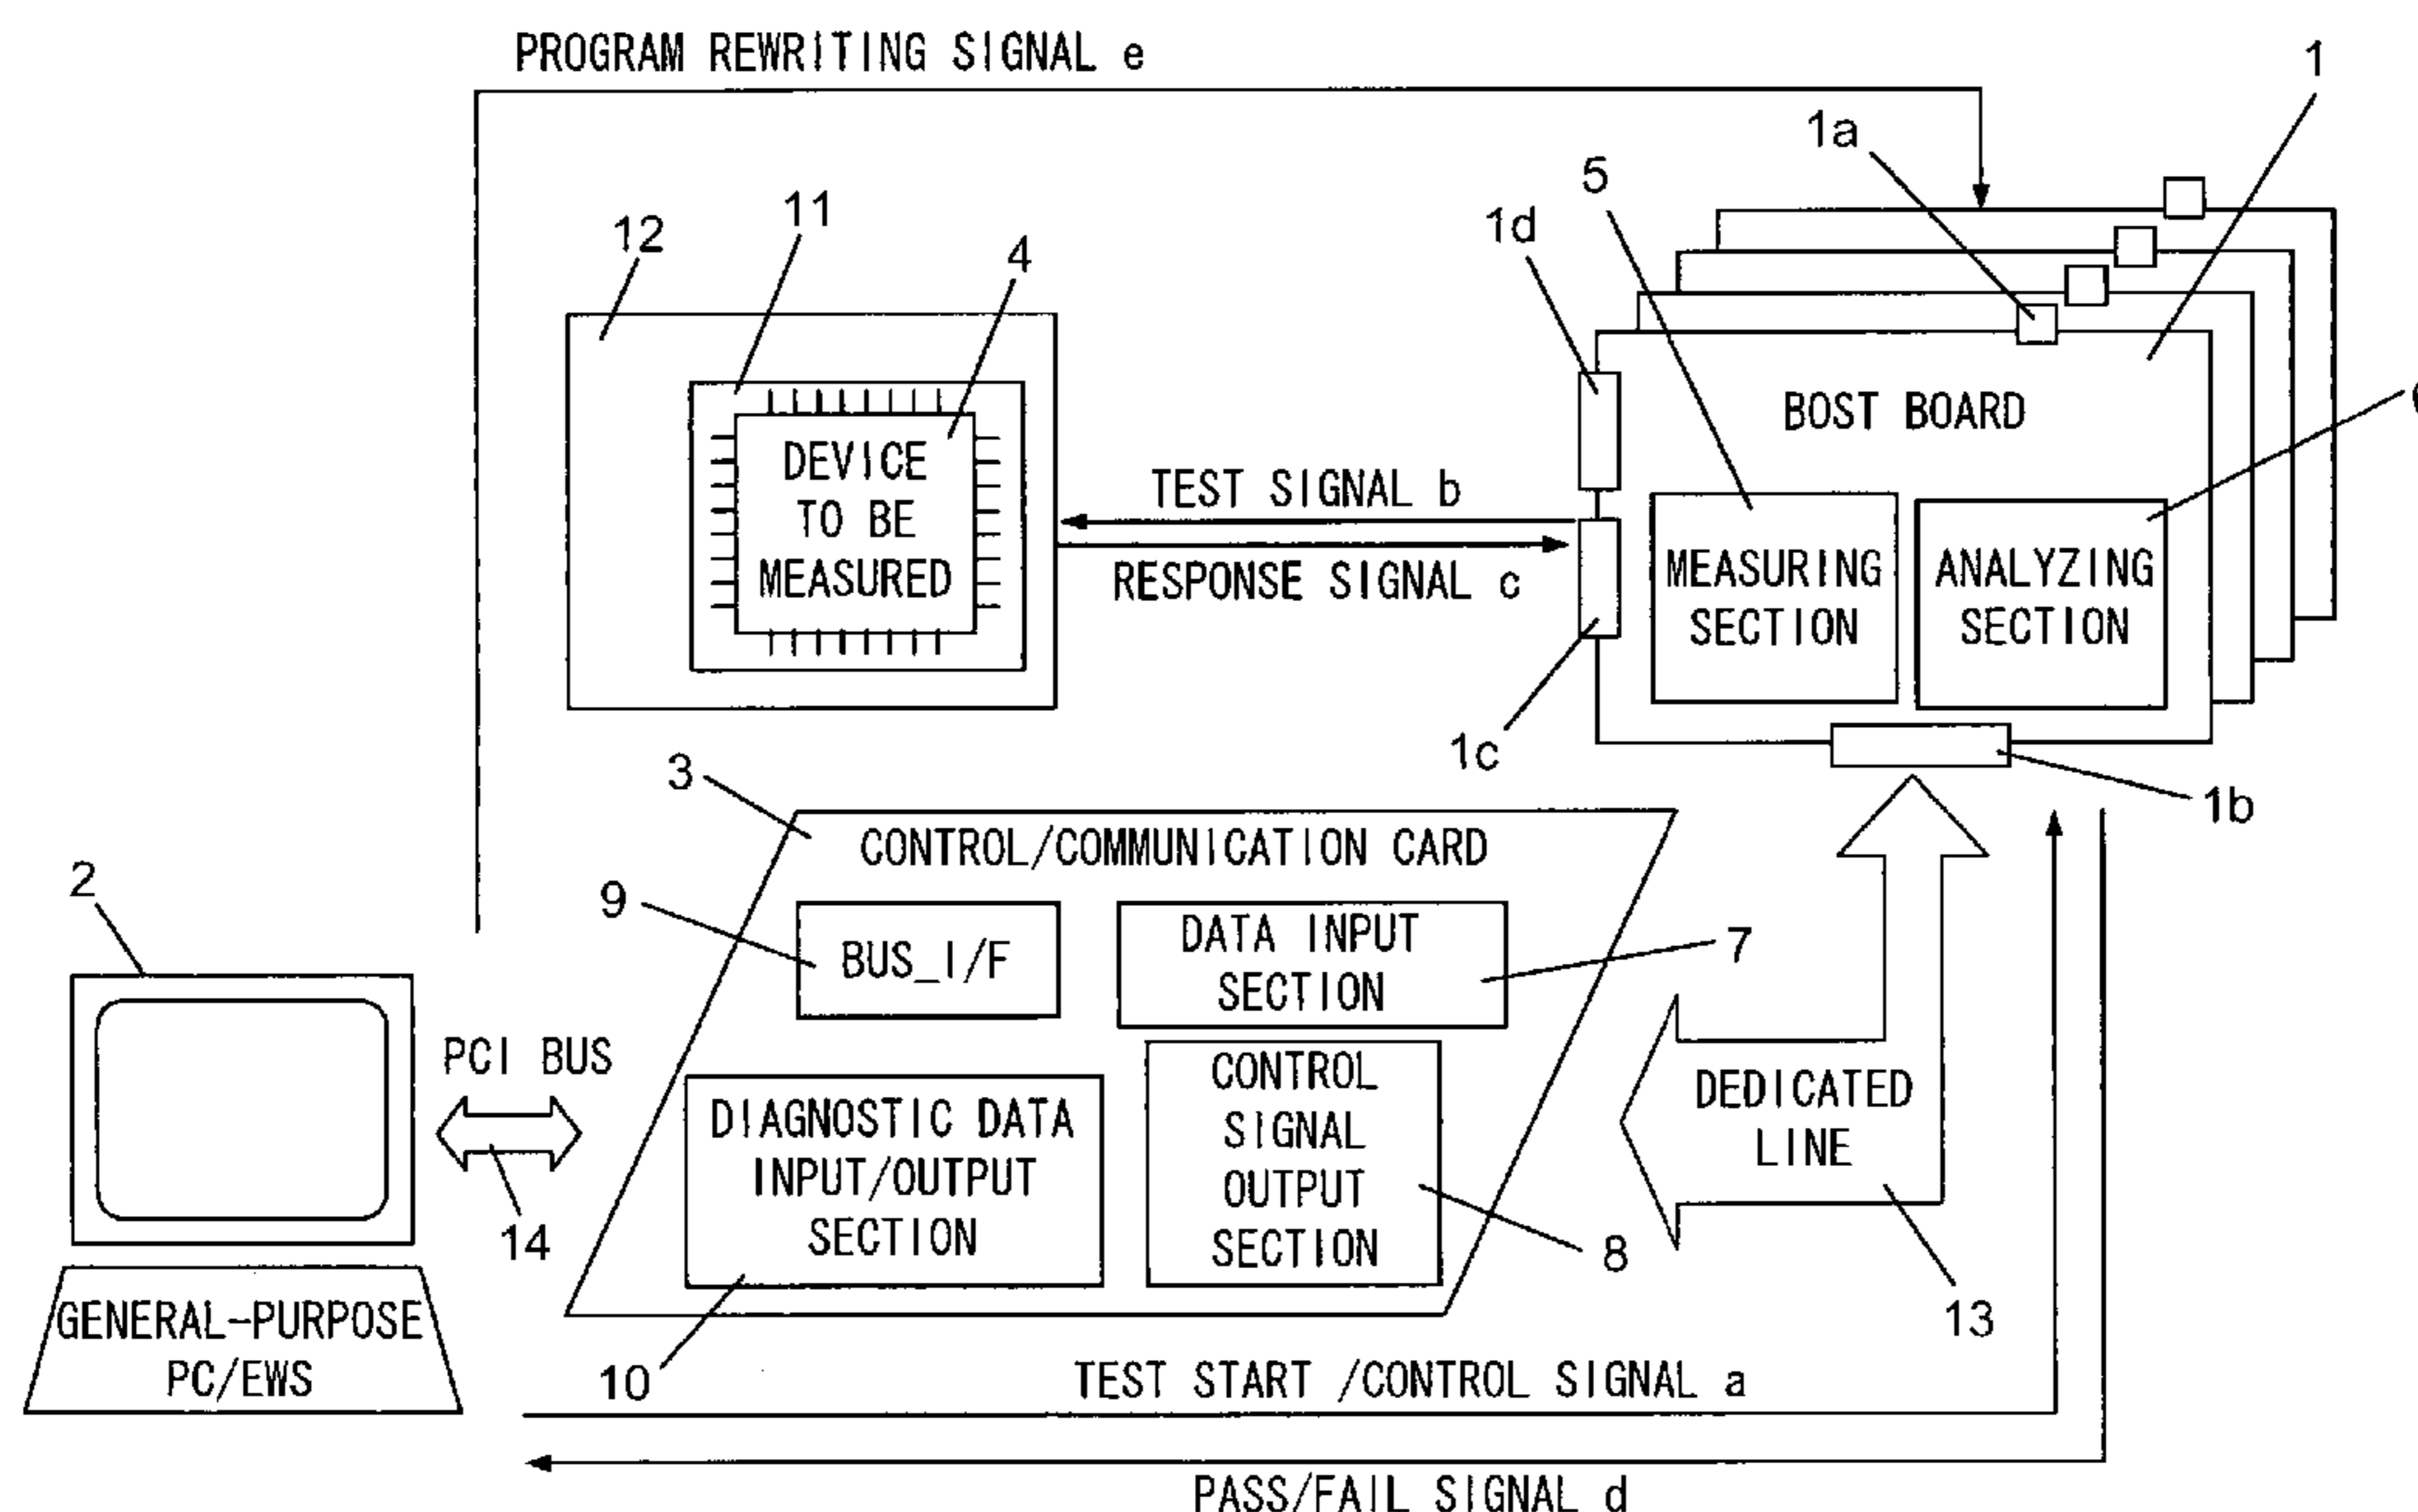 PROGRAM REWRITING SIGNAL e
1
1a
5
1d
11
12
4
BOST BOARD
DEVICE
TO BE
MEASURED
TEST SIGNAL b
RESPONSE SIGNAL c
MEASURING
SECTION
ANALYZING
SECTION
1c
1b
3
CONTROL/COMMUNICATION CARD
2
9
BUS_I/F
DATA INPUT
SECTION
7
PCI BUS
14
DIAGNOSTIC DATA
INPUT/OUTPUT
SECTION
CONTROL
SIGNAL
OUTPUT
SECTION
8
DEDICATED
LINE
13
GENERAL-PURPOSE
PC/EWS
10
TEST START /CONTROL SIGNAL a
PASS/FAIL SIGNAL d